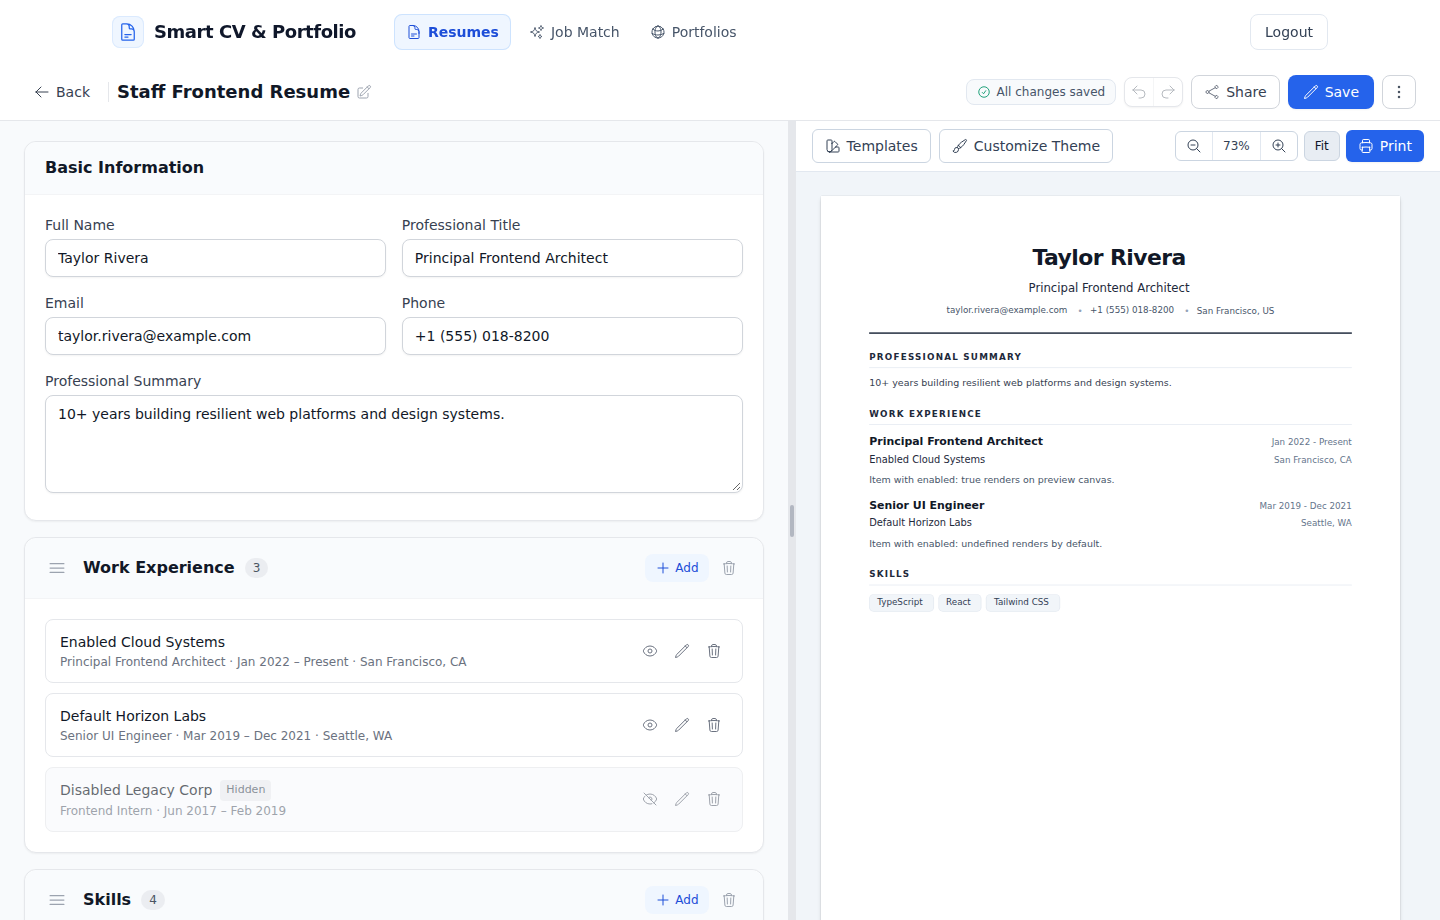 Smart CV & Portfolio
Resumes
Job Match
Portfolios
Logout
Back
Staff Frontend Resume
All changes saved
Share
Save
Basic Information
Full Name
Professional Title
Taylor Rivera
Principal Frontend Architect
Email
Phone
taylor.rivera@example.com
+1 (555) 018-8200
Professional Summary
10+ years building resilient web platforms and design systems.
Work Experience 3
Add
Enabled Cloud Systems
Principal Frontend Architect · Jan 2022 – Present · San Francisco, CA
Default Horizon Labs
Senior UI Engineer · Mar 2019 – Dec 2021 · Seattle, WA
Disabled Legacy Corp Hidden
Frontend Intern · Jun 2017 – Feb 2019
Skills 4
Add
Templates
Customize Theme
73%
Fit
Print
Taylor Rivera
Principal Frontend Architect
taylor.rivera@example.com • +1 (555) 018-8200 • San Francisco, US
PROFESSIONAL SUMMARY
10+ years building resilient web platforms and design systems.
WORK EXPERIENCE
Principal Frontend Architect Jan 2022 - Present
Enabled Cloud Systems San Francisco, CA
Item with enabled: true renders on preview canvas.
Senior UI Engineer Mar 2019 - Dec 2021
Default Horizon Labs Seattle, WA
Item with enabled: undefined renders by default.
SKILLS
TypeScript React Tailwind CSS